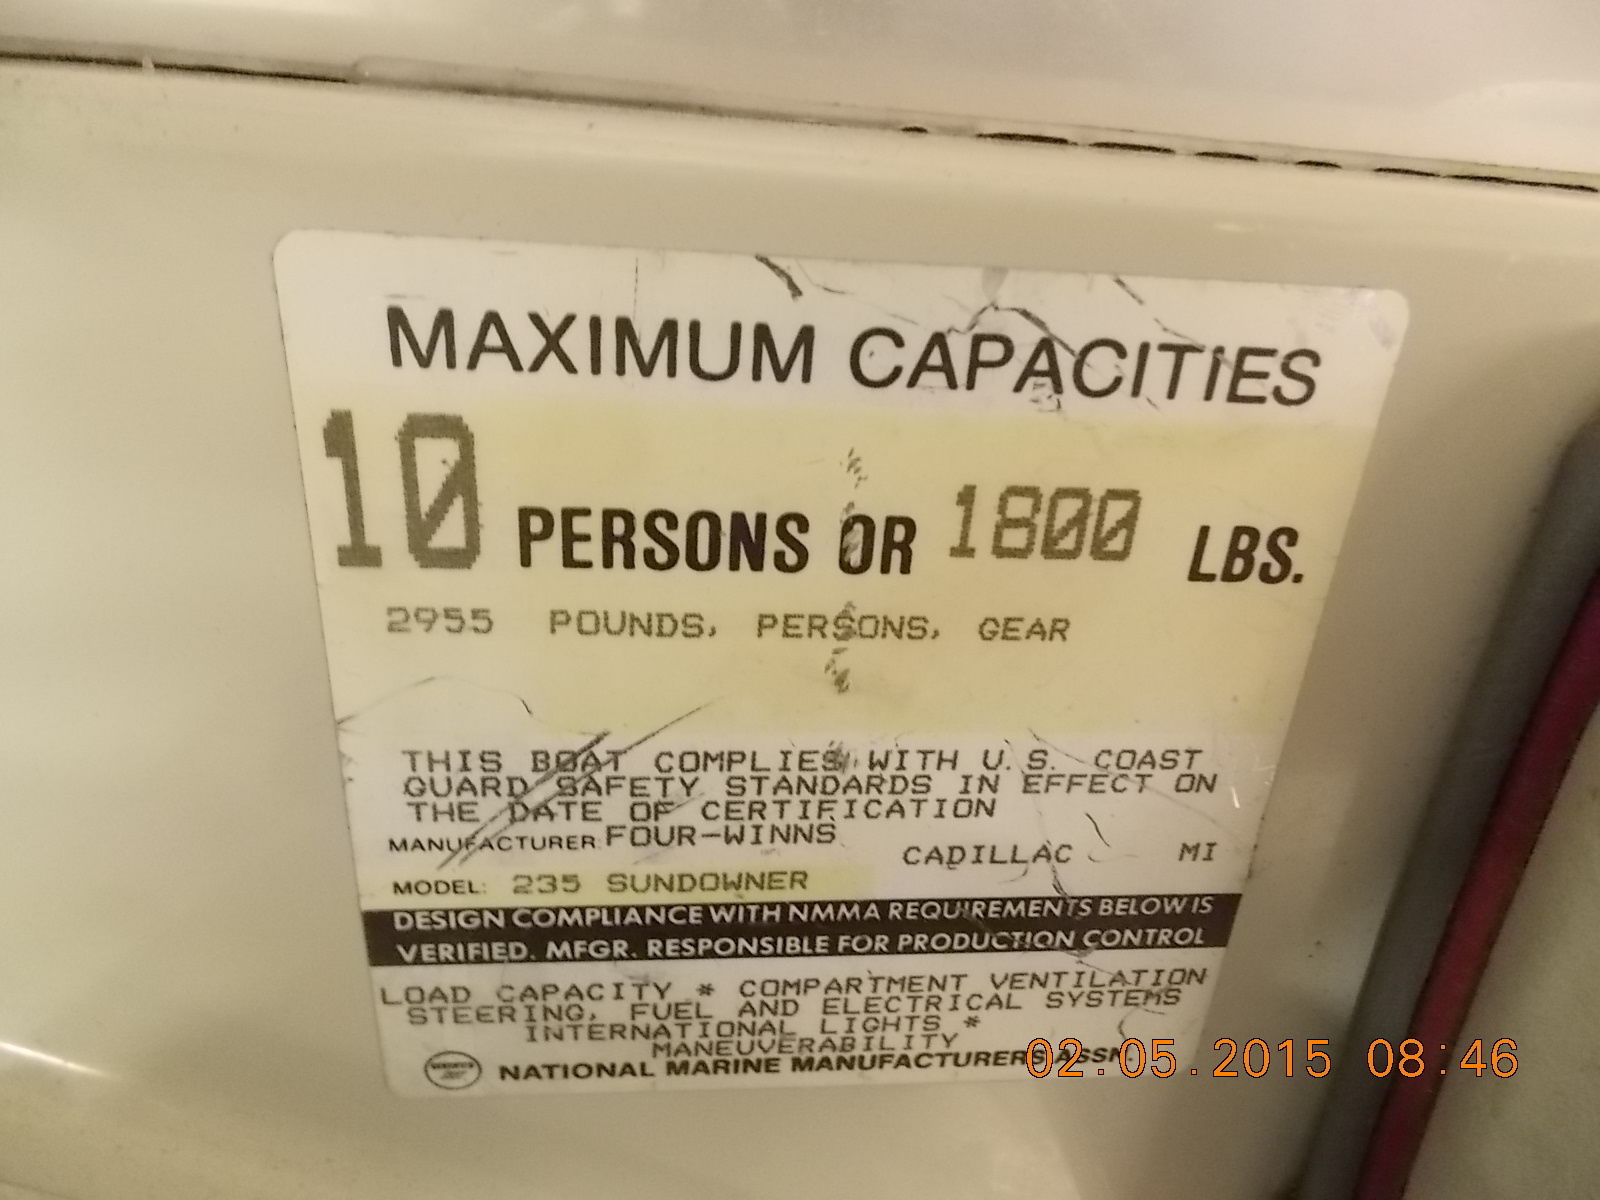 MAXIMUM CAPACITIES
10 PERSONS OR 1800 LBS.
2955 POUNDS, PERSONS, GEAR
THIS BOAT COMPLIES WITH U.S. COAST
GUARD SAFETY STANDARDS IN EFFECT ON
THE DATE OF CERTIFICATION
MANUFACTURER: FOUR-WINNS
CADILLAC MI
MODEL: 235 SUNDOWNER
DESIGN COMPLIANCE WITH NMMA REQUIREMENTS BELOW IS
VERIFIED. MFGR. RESPONSIBLE FOR PRODUCTION CONTROL
LOAD CAPACITY * COMPARTMENT VENTILATION
STEERING, FUEL AND ELECTRICAL SYSTEMS
INTERNATIONAL LIGHTS *
MANEUVERABILITY
NATIONAL MARINE MANUFACTURERS ASSN.
02.05.2015 08:46